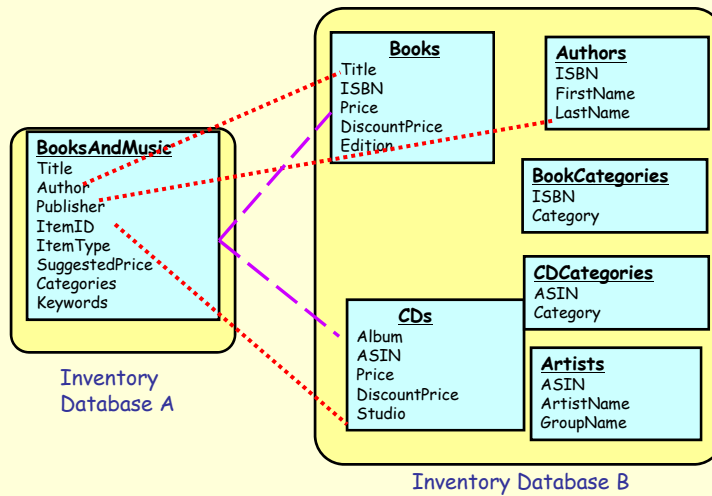 BooksAndMusic
Title
Author
Publisher
ItemID
ItemType
SuggestedPrice
Categories
Keywords
Inventory
Database A
Books
Title
ISBN
Price
DiscountPrice
Edition
Authors
ISBN
FirstName
LastName
BookCategories
ISBN
Category
CDCategories
ASIN
Category
CDs
Album
ASIN
Price
DiscountPrice
Studio
Artists
ASIN
ArtistName
GroupName
Inventory Database B